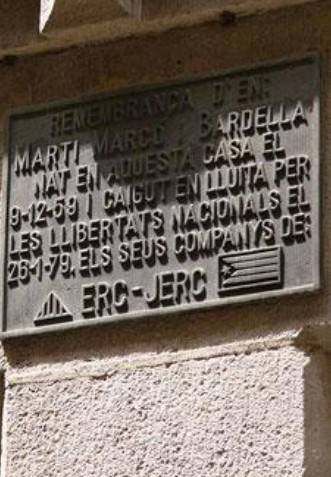 REMEMBRANÇA D'EN:
MARTI MARCÓ I BARDELLA
NAT EN AQUESTA CASA EL
9-12-59 I CAIGUT EN LLUITA PER
LES LLIBERTATS NACIONALS EL
26-1-79. ELS SEUS COMPANYS DE:
ERC-JERC